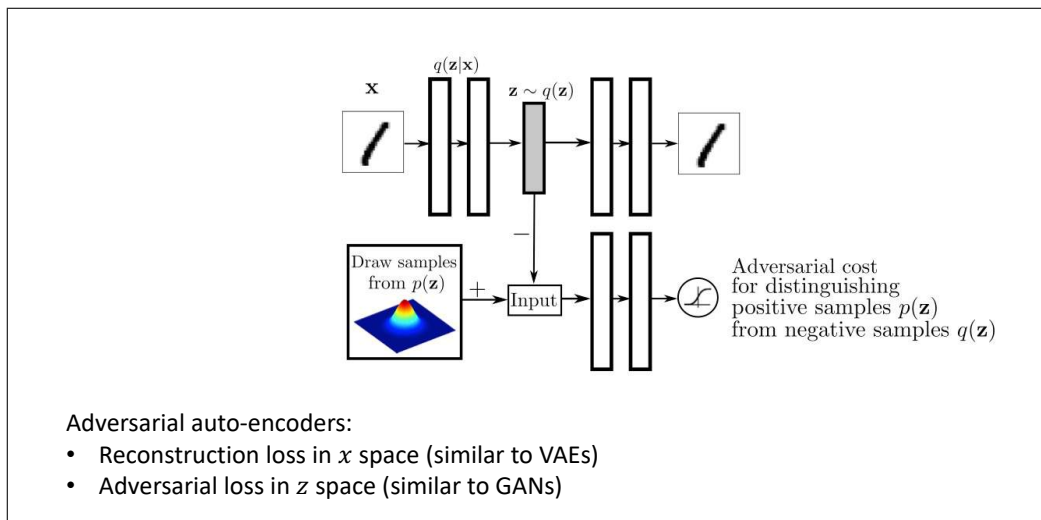 q(z|x)
x
z ∼ q(z)
−
Draw samples
from p(z)
+
Input
Adversarial cost
for distinguishing
positive samples p(z)
from negative samples q(z)
Adversarial auto-encoders:
• Reconstruction loss in x space (similar to VAEs)
• Adversarial loss in z space (similar to GANs)